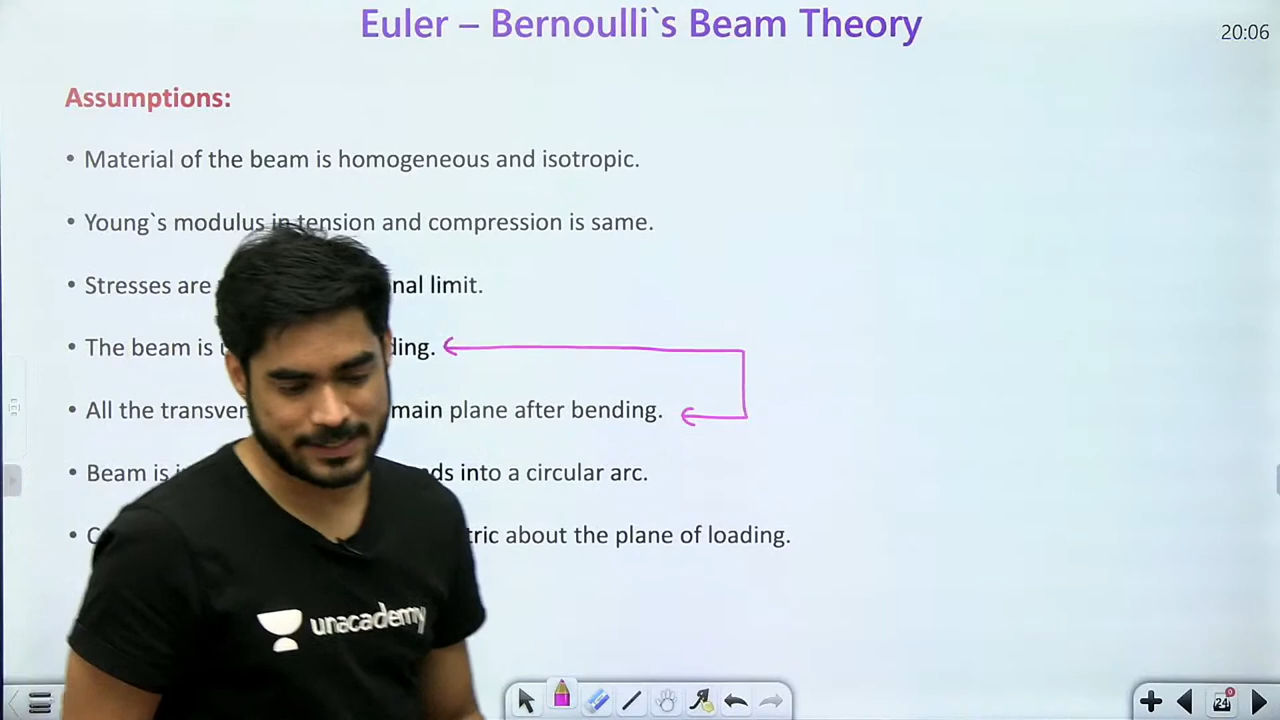 Euler – Bernoulli`s Beam Theory
20:06
Assumptions:
• Material of the beam is homogeneous and isotropic.
• Young`s modulus in tension and compression is same.
• Stresses are nal limit.
• The beam is ding.
• All the transver main plane after bending.
• Beam is ds into a circular arc.
• C tric about the plane of loading.
unacademy
24